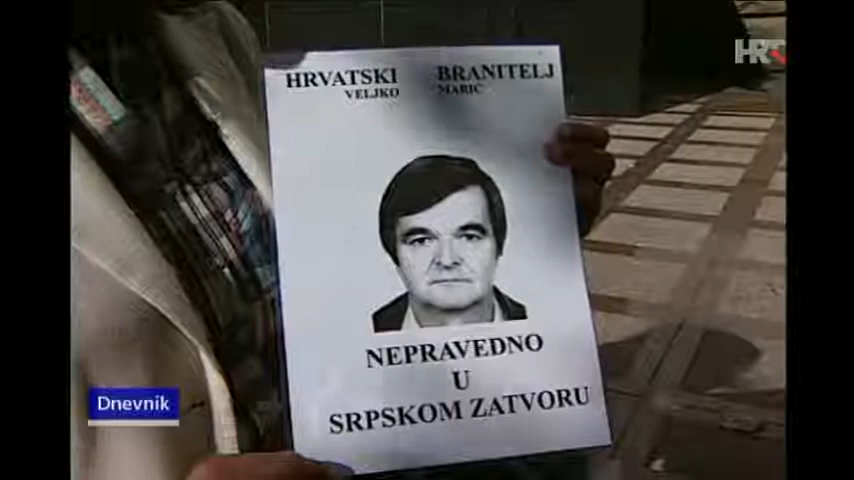 HRT
HRVATSKI BRANITELJ
VELJKO MARIĆ
NEPRAVEDNO
U
SRPSKOM ZATVORU
Dnevnik